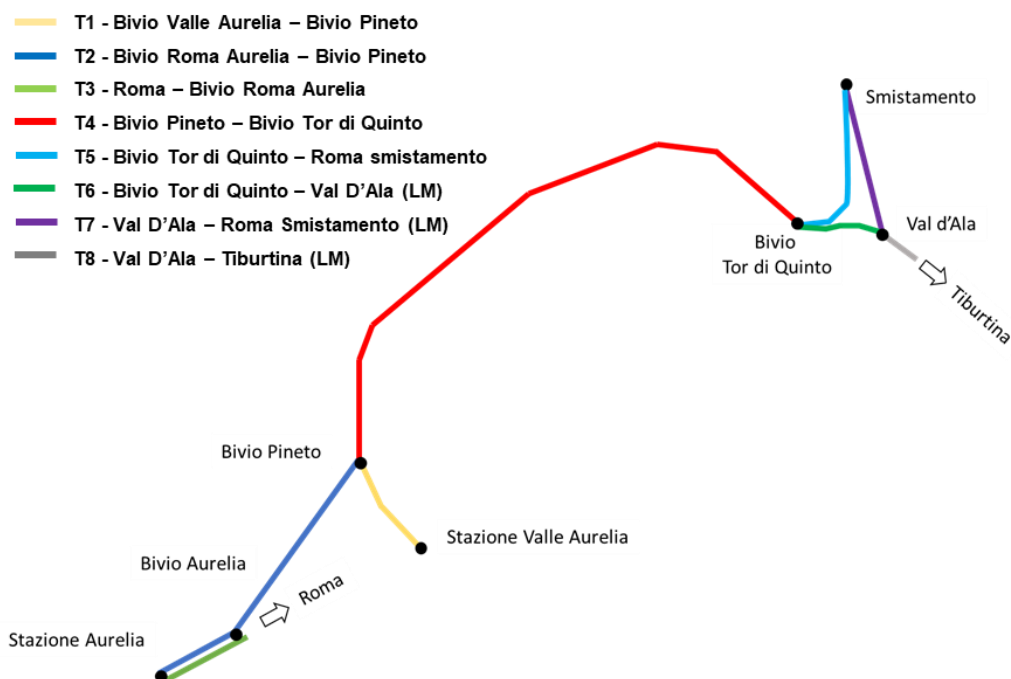 T1 - Bivio Valle Aurelia – Bivio Pineto
T2 - Bivio Roma Aurelia – Bivio Pineto
T3 - Roma – Bivio Roma Aurelia
T4 - Bivio Pineto – Bivio Tor di Quinto
T5 - Bivio Tor di Quinto – Roma smistamento
T6 - Bivio Tor di Quinto – Val D'Ala (LM)
T7 - Val D'Ala – Roma Smistamento (LM)
T8 - Val D'Ala – Tiburtina (LM)
Smistamento
Val d'Ala
Bivio
Tor di Quinto
Tiburtina
Bivio Pineto
Stazione Valle Aurelia
Bivio Aurelia
Roma
Stazione Aurelia